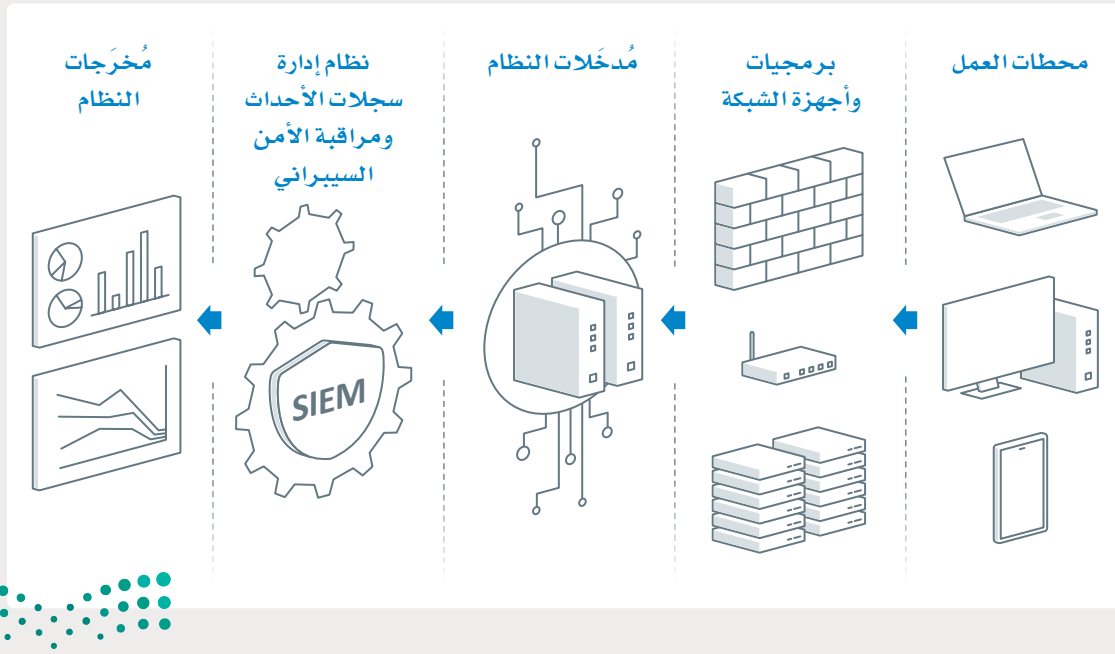 محطات العمل
برمجيات
وأجهزة الشبكة
مُدخَلات النظام
نظام إدارة
سجلات الأحداث
ومراقبة الأمن
السيبراني
مُخرَجات
النظام
SIEM